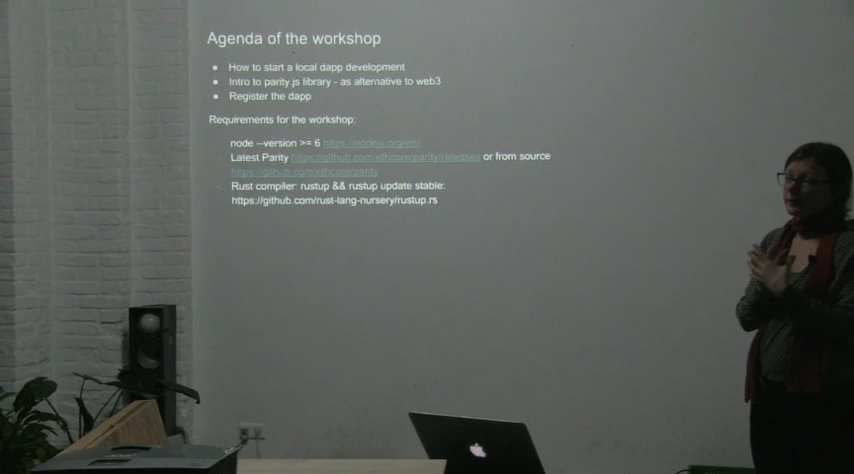 Agenda of the workshop
● How to start a local dapp development
● Intro to parity.js library - as alternative to web3
● Register the dapp
Requirements for the workshop:
node --version >= 6 https://nodejs.org/en/
Latest Parity https://github.com/ethcore/parity/releases or from source
https://github.com/ethcore/parity
Rust compiler: rustup && rustup update stable:
https://github.com/rust-lang-nursery/rustup.rs